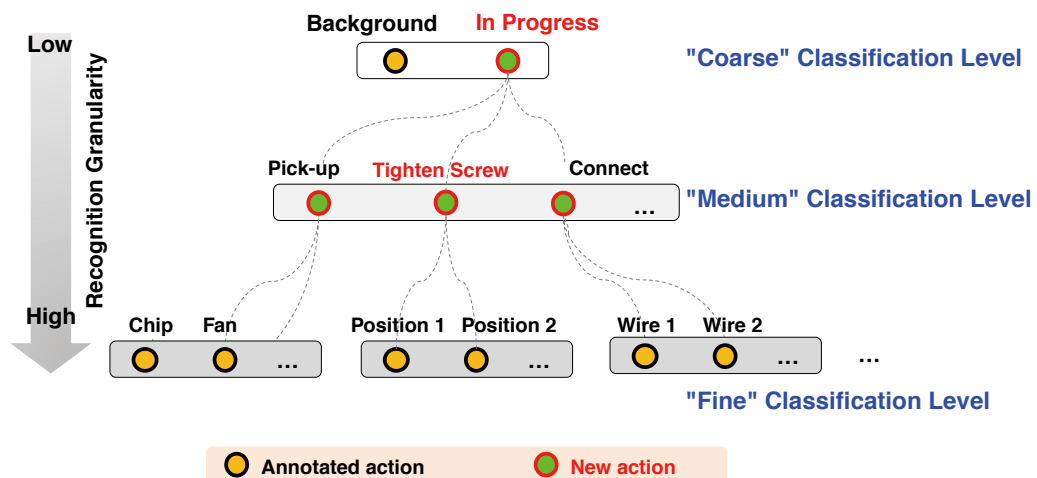 Background In Progress
Low
"Coarse" Classification Level
Recognition Granularity
Pick-up Tighten Screw Connect
...
"Medium" Classification Level
High
Chip Fan Position 1 Position 2 Wire 1 Wire 2
... ... ... ...
"Fine" Classification Level
Annotated action New action